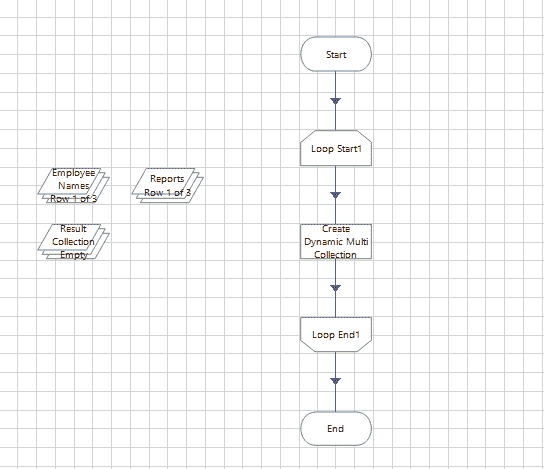 Start
Loop Start1
Employee
Names
Row 1 of 3
Reports
Row 1 of 3
Result
Collection
Empty
Create
Dynamic Multi
Collection
Loop End1
End